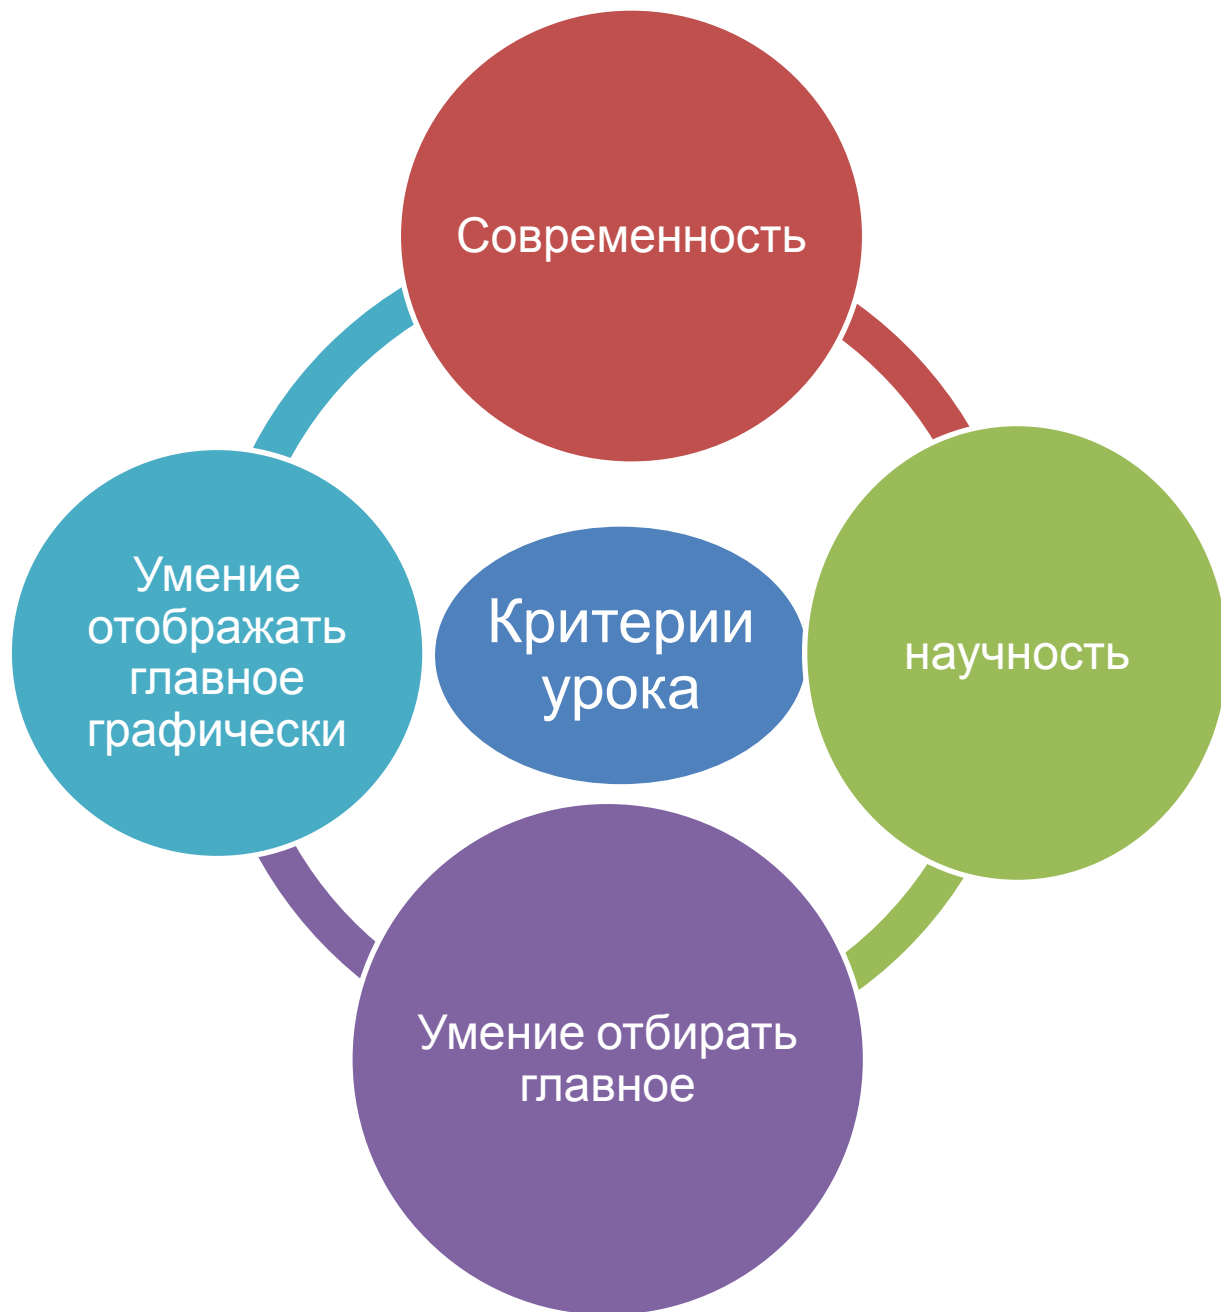 Современность
Умение
отображать
главное
графически
Критерии
урока
научность
Умение отбирать
главное